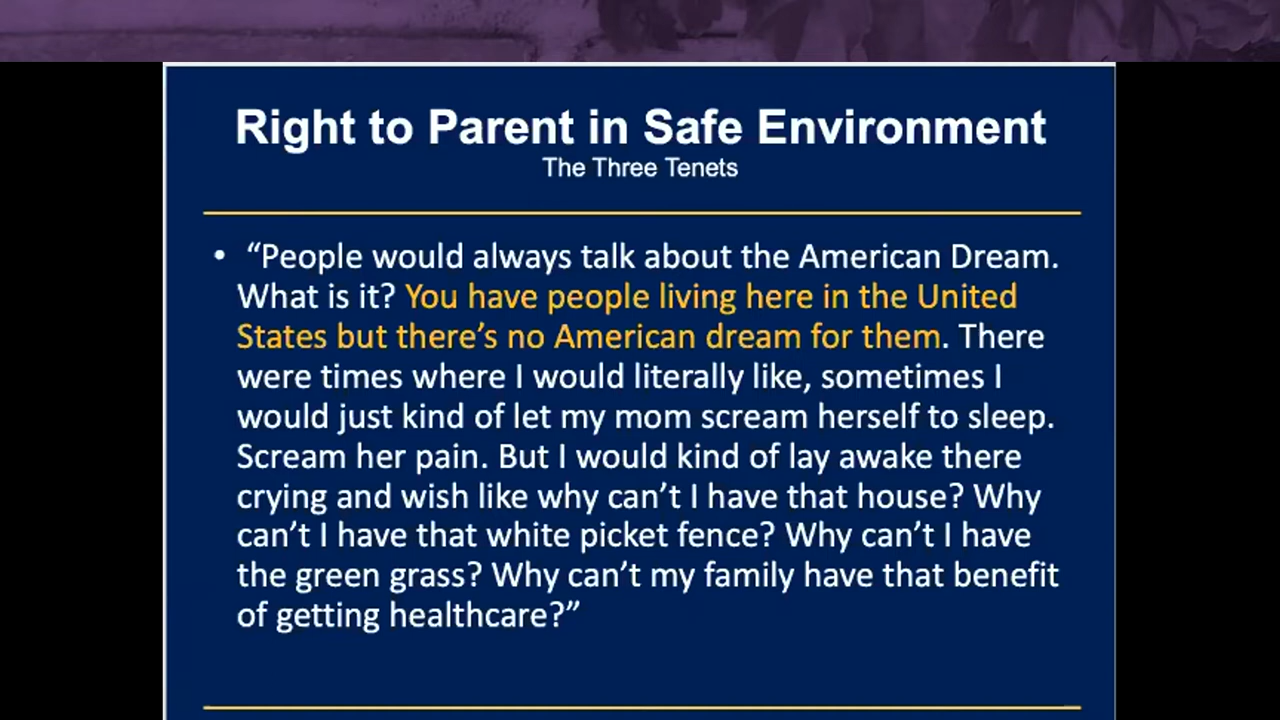 Right to Parent in Safe Environment
The Three Tenets
• “People would always talk about the American Dream.
What is it? You have people living here in the United
States but there’s no American dream for them. There
were times where I would literally like, sometimes I
would just kind of let my mom scream herself to sleep.
Scream her pain. But I would kind of lay awake there
crying and wish like why can’t I have that house? Why
can’t I have that white picket fence? Why can’t I have
the green grass? Why can’t my family have that benefit
of getting healthcare?”